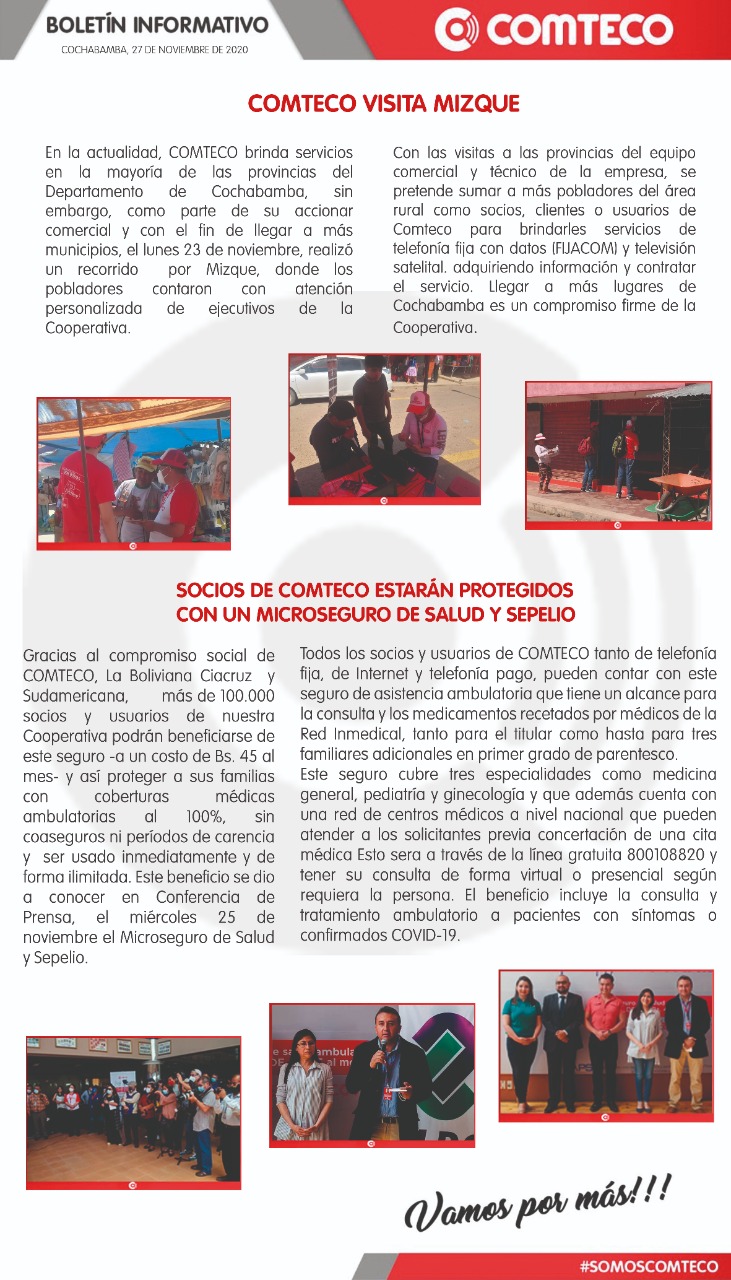 BOLETÍN INFORMATIVO
COCHABAMBA, 27 DE NOVIEMBRE DE 2020
COMTECO
COMTECO VISITA MIZQUE
En la actualidad, COMTECO brinda servicios
en la mayoría de las provincias del
Departamento de Cochabamba, sin
embargo, como parte de su accionar
comercial y con el fin de llegar a más
municipios, el lunes 23 de noviembre, realizó
un recorrido por Mizque, donde los
pobladores contaron con atención
personalizada de ejecutivos de la
Cooperativa.
Con las visitas a las provincias del equipo
comercial y técnico de la empresa, se
pretende sumar a más pobladores del área
rural como socios, clientes o usuarios de
Comteco para brindarles servicios de
telefonía fija con datos (FIJACOM) y televisión
satelital. adquiriendo información y contratar
el servicio. Llegar a más lugares de
Cochabamba es un compromiso firme de la
Cooperativa.
SOCIOS DE COMTECO ESTARÁN PROTEGIDOS
CON UN MICROSEGURO DE SALUD Y SEPELIO
Gracias al compromiso social de
COMTECO, La Boliviana Ciacruz y
Sudamericana, más de 100.000
socios y usuarios de nuestra
Cooperativa podrán beneficiarse de
este seguro -a un costo de Bs. 45 al
mes- y así proteger a sus familias
con coberturas médicas
ambulatorias al 100%, sin
coaseguros ni períodos de carencia
y ser usado inmediatamente y de
forma ilimitada. Este beneficio se dio
a conocer en Conferencia de
Prensa, el miércoles 25 de
noviembre el Microseguro de Salud
y Sepelio.
Todos los socios y usuarios de COMTECO tanto de telefonía
fija, de Internet y telefonía pago, pueden contar con este
seguro de asistencia ambulatoria que tiene un alcance para
la consulta y los medicamentos recetados por médicos de la
Red Inmedical, tanto para el titular como hasta para tres
familiares adicionales en primer grado de parentesco.
Este seguro cubre tres especialidades como medicina
general, pediatría y ginecología y que además cuenta con
una red de centros médicos a nivel nacional que pueden
atender a los solicitantes previa concertación de una cita
médica Esto sera a través de la línea gratuita 800108820 y
tener su consulta de forma virtual o presencial según
requiera la persona. El beneficio incluye la consulta y
tratamiento ambulatorio a pacientes con síntomas o
confirmados COVID-19.
Vamos por más!!!
#SOMOSCOMTECO